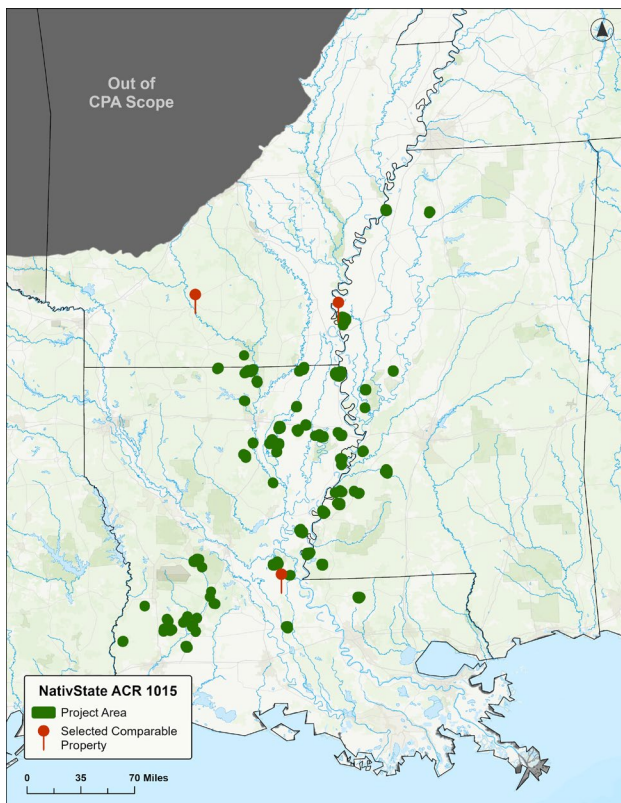 Out of
CPA Scope
NativState ACR 1015
Project Area
Selected Comparable
Property
0 35 70 Miles